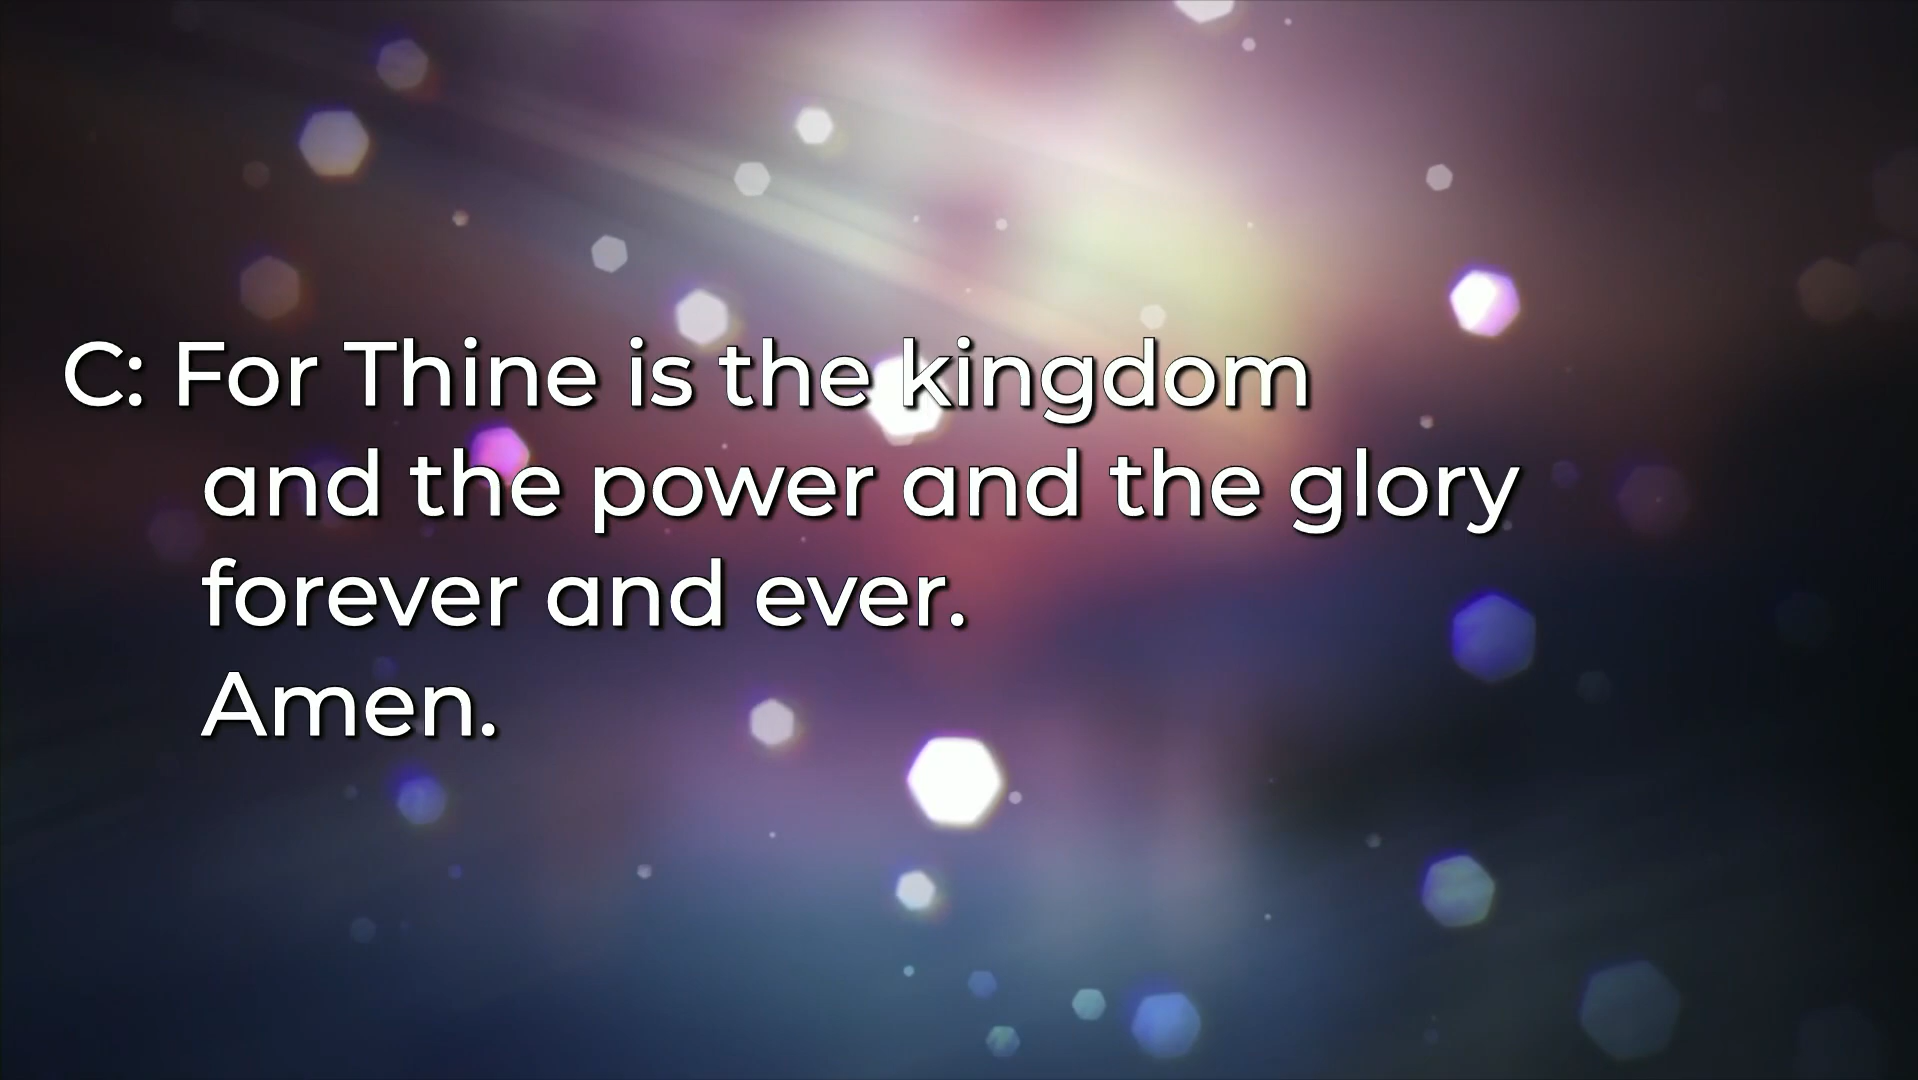 C: For Thine is the kingdom
and the power and the glory
forever and ever.
Amen.